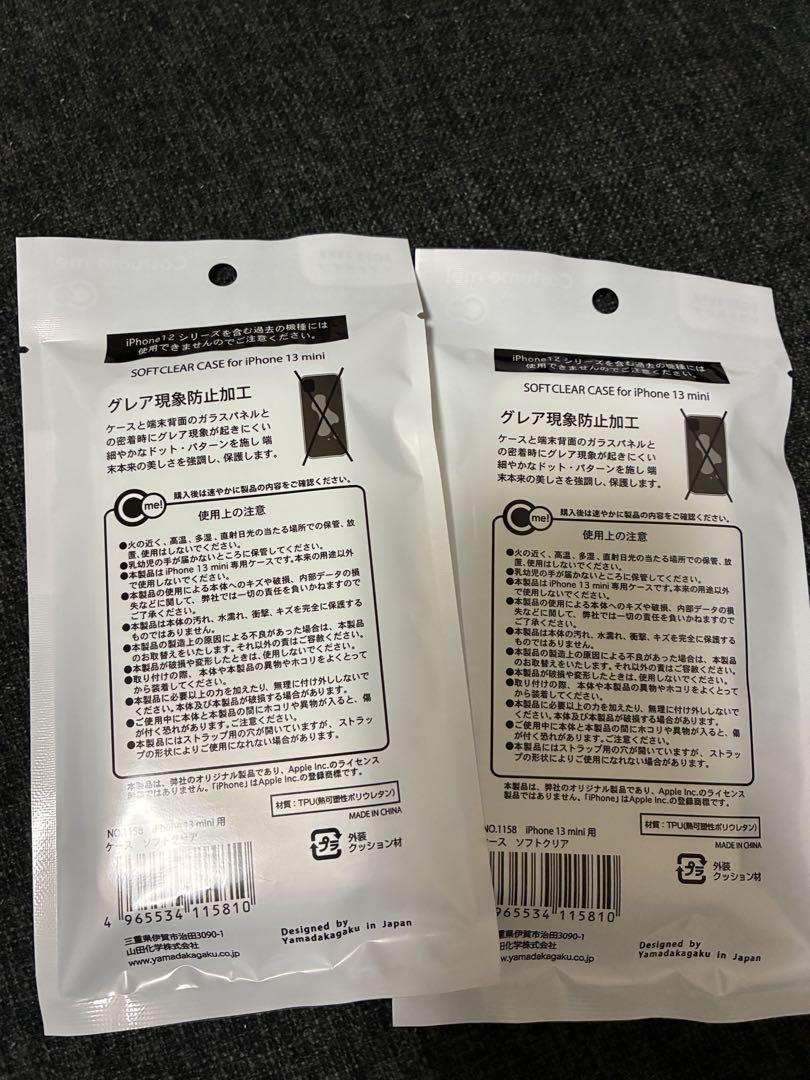 iPhone12 シリーズを含む過去の機種には
使用できませんのでご注意ください。
SOFT CLEAR CASE for iPhone 13 mini
グレア現象防止加工
ケースと端末背面のガラスパネルと
の密着時にグレア現象が起きにくい
細やかなドット・パターンを施し 端
末本来の美しさを強調し、保護します。
C me!
購入後は速やかに製品の内容をご確認ください。
使用上の注意
●火の近く、高温、多湿、直射日光の当たる場所での保管、放
置、使用はしないでください。
●乳幼児の手が届かないところに保管してください。
●本製品は iPhone 13 mini 専用ケースです。本来の用途以外
で使用しないでください。
●本製品の使用による本体へのキズや破損、内部データの損
失などに関して、弊社では一切の責任を負いかねますので
ご了承ください。
●本製品は本体の汚れ、水濡れ、衝撃、キズを完全に保護する
ものではありません。
●本製品の製造上の原因による不良があった場合は、本製品
のお取替えをいたします。それ以外の責はご容赦ください。
●本製品が破損や変形したときは、使用しないでください。
●取り付けの際、本体や本製品の異物やホコリをよくとって
から装着してください。
●本製品に必要以上の力を加えたり、無理に付け外ししないで
ください。本体及び本製品が破損する場合があります。
●ご使用中に本体と本製品の間にホコリや異物が入ると、傷
が付く恐れがあります。ご注意ください。
●本製品にはストラップ用の穴が開いていますが、ストラッ
プの形状によりご使用になれない場合があります。
本製品は、弊社のオリジナル製品であり、Apple Inc.のライセンス
製品ではありません。「iPhone」はApple Inc.の登録商標です。
材質：TPU(熱可塑性ポリウレタン)
MADE IN CHINA
NO.1158 iPhone 13 mini 用
ケース ソフトクリア
プラ
外装
クッション材
4 965534 115810
三重県伊賀市治田3090-1
山田化学株式会社
www.yamadakagaku.co.jp
Designed by
Yamadakagaku in Japan
iPhone12 シリーズを含む過去の機種には
使用できませんのでご注意ください。
SOFT CLEAR CASE for iPhone 13 mini
グレア現象防止加工
ケースと端末背面のガラスパネルと
の密着時にグレア現象が起きにくい
細やかなドット・パターンを施し 端
末本来の美しさを強調し、保護します。
C me!
購入後は速やかに製品の内容をご確認ください。
使用上の注意
●火の近く、高温、多湿、直射日光の当たる場所での保管、放
置、使用はしないでください。
●乳幼児の手が届かないところに保管してください。
●本製品は iPhone 13 mini 専用ケースです。本来の用途以外
で使用しないでください。
●本製品の使用による本体へのキズや破損、内部データの損
失などに関して、弊社では一切の責任を負いかねますので
ご了承ください。
●本製品は本体の汚れ、水濡れ、衝撃、キズを完全に保護する
ものではありません。
●本製品の製造上の原因による不良があった場合は、本製品
のお取替えをいたします。それ以外の責はご容赦ください。
●本製品が破損や変形したときは、使用しないでください。
●取り付けの際、本体や本製品の異物やホコリをよくとって
から装着してください。
●本製品に必要以上の力を加えたり、無理に付け外ししないで
ください。本体及び本製品が破損する場合があります。
●ご使用中に本体と本製品の間にホコリや異物が入ると、傷
が付く恐れがあります。ご注意ください。
●本製品にはストラップ用の穴が開いていますが、ストラッ
プの形状によりご使用になれない場合があります。
本製品は、弊社のオリジナル製品であり、Apple Inc.のライセンス
製品ではありません。「iPhone」はApple Inc.の登録商標です。
材質：TPU(熱可塑性ポリウレタン)
MADE IN CHINA
NO.1158 iPhone 13 mini 用
ース ソフトクリア
プラ
外装
クッション材
965534 115810
三重県伊賀市治田3090-1
山田化学株式会社
www.yamadakagaku.co.jp
Designed by
Yamadakagaku in Japan